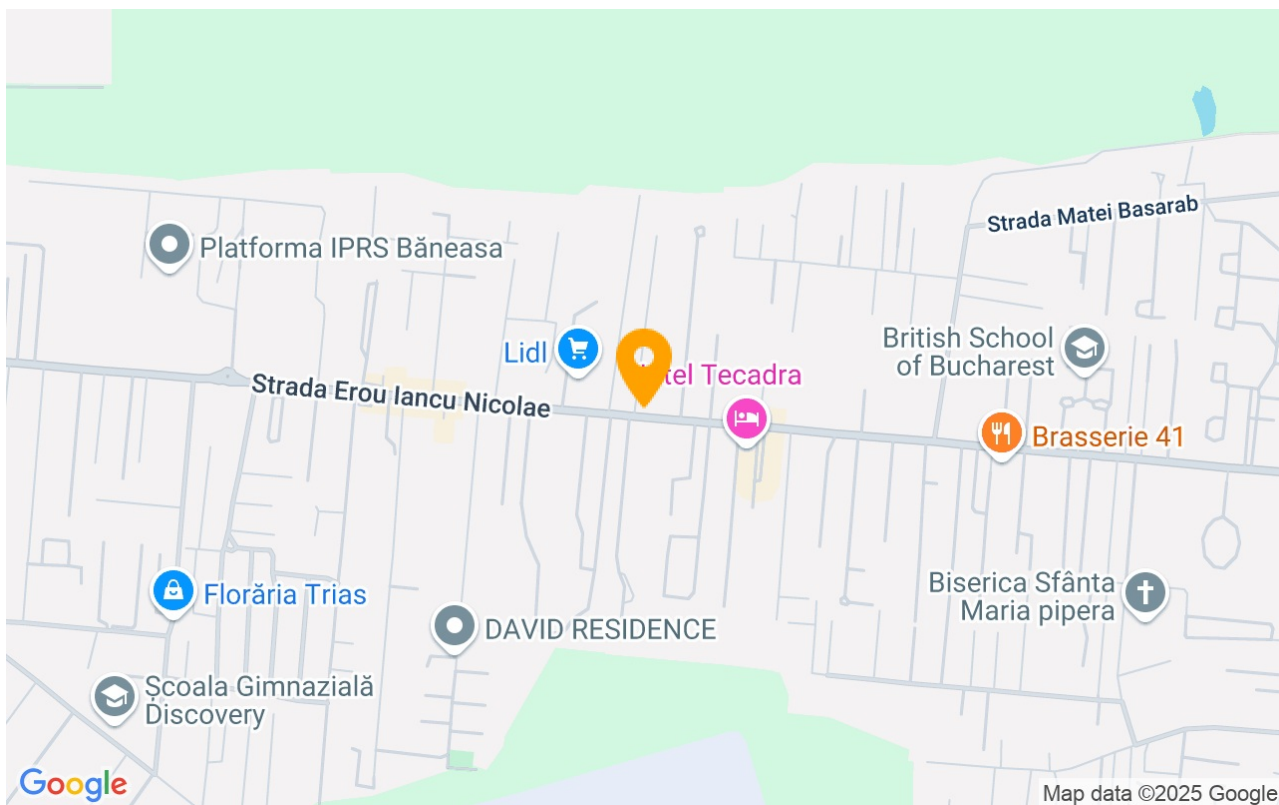 Strada Matei Basarab
Platforma IPRS Băneasa
British School
of Bucharest
Lidl
tel Tecadra
Strada Erou Iancu Nicolae
Brasserie 41
Florăria Trias
Biserica Sfânta
Maria pipera
DAVID RESIDENCE
Școala Gimnazială
Discovery
Google
Map data ©2025 Google